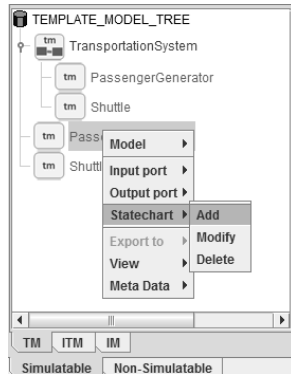 TEMPLATE_MODEL_TREE
tm TransportationSystem
tm PassengerGenerator
tm Shuttle
tm Passe
tm Shuttl
Model
Input port
Output port
Statechart Add
Modify
Export to
Delete
View
Meta Data
TM ITM IM
Simulatable Non-Simulatable